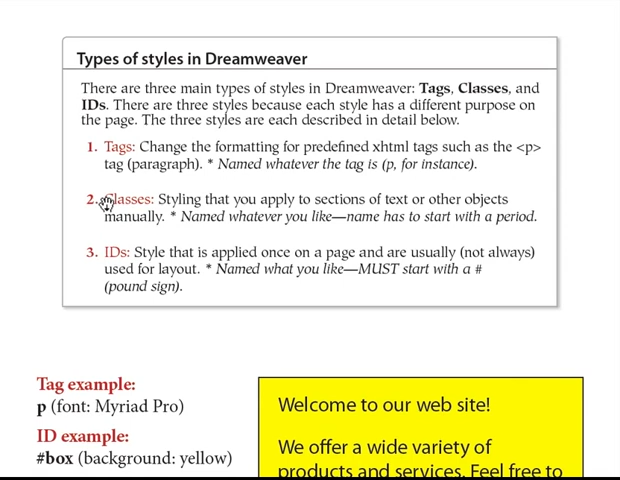 Types of styles in Dreamweaver
There are three main types of styles in Dreamweaver: Tags, Classes, and
IDs. There are three styles because each style has a different purpose on
the page. The three styles are each described in detail below.
1. Tags: Change the formatting for predefined xhtml tags such as the <p>
tag (paragraph). * Named whatever the tag is (p, for instance).
2. Classes: Styling that you apply to sections of text or other objects
manually. * Named whatever you like—name has to start with a period.
3. IDs: Style that is applied once on a page and are usually (not always)
used for layout. * Named what you like—MUST start with a #
(pound sign).
Tag example:
p (font: Myriad Pro)
ID example:
#box (background: yellow)
Welcome to our web site!
We offer a wide variety of
products and services. Feel free to